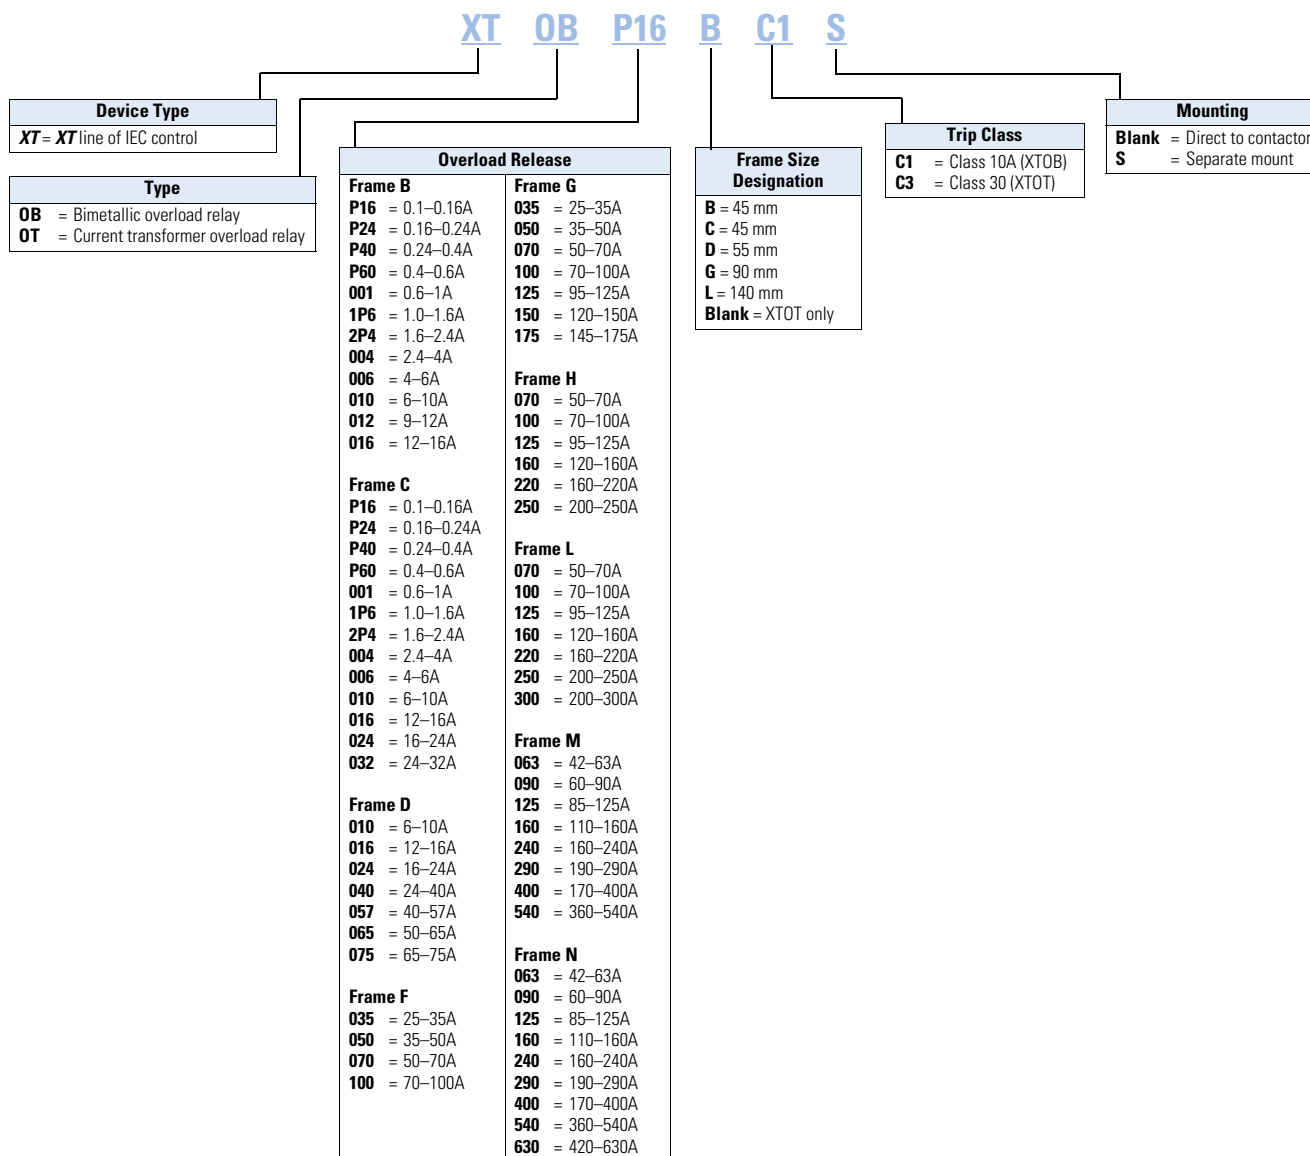 XT OB P16 B C1 S
Device Type
XT = XT line of IEC control
Type
OB = Bimetallic overload relay
OT = Current transformer overload relay
Overload Release
Frame B
P16 = 0.1–0.16A
P24 = 0.16–0.24A
P40 = 0.24–0.4A
P60 = 0.4–0.6A
001 = 0.6–1A
1P6 = 1.0–1.6A
2P4 = 1.6–2.4A
004 = 2.4–4A
006 = 4–6A
010 = 6–10A
012 = 9–12A
016 = 12–16A
Frame C
P16 = 0.1–0.16A
P24 = 0.16–0.24A
P40 = 0.24–0.4A
P60 = 0.4–0.6A
001 = 0.6–1A
1P6 = 1.0–1.6A
2P4 = 1.6–2.4A
004 = 2.4–4A
006 = 4–6A
010 = 6–10A
016 = 12–16A
024 = 16–24A
032 = 24–32A
Frame D
010 = 6–10A
016 = 12–16A
024 = 16–24A
040 = 24–40A
057 = 40–57A
065 = 50–65A
075 = 65–75A
Frame F
035 = 25–35A
050 = 35–50A
070 = 50–70A
100 = 70–100A
Frame G
035 = 25–35A
050 = 35–50A
070 = 50–70A
100 = 70–100A
125 = 95–125A
150 = 120–150A
175 = 145–175A
Frame H
070 = 50–70A
100 = 70–100A
125 = 95–125A
160 = 120–160A
220 = 160–220A
250 = 200–250A
Frame L
070 = 50–70A
100 = 70–100A
125 = 95–125A
160 = 120–160A
220 = 160–220A
250 = 200–250A
300 = 200–300A
Frame M
063 = 42–63A
090 = 60–90A
125 = 85–125A
160 = 110–160A
240 = 160–240A
290 = 190–290A
400 = 170–400A
540 = 360–540A
Frame N
063 = 42–63A
090 = 60–90A
125 = 85–125A
160 = 110–160A
240 = 160–240A
290 = 190–290A
400 = 170–400A
540 = 360–540A
630 = 420–630A
Frame Size
Designation
B = 45 mm
C = 45 mm
D = 55 mm
G = 90 mm
L = 140 mm
Blank = XTOT only
Trip Class
C1 = Class 10A (XTOB)
C3 = Class 30 (XTOT)
Mounting
Blank = Direct to contactor
S = Separate mount